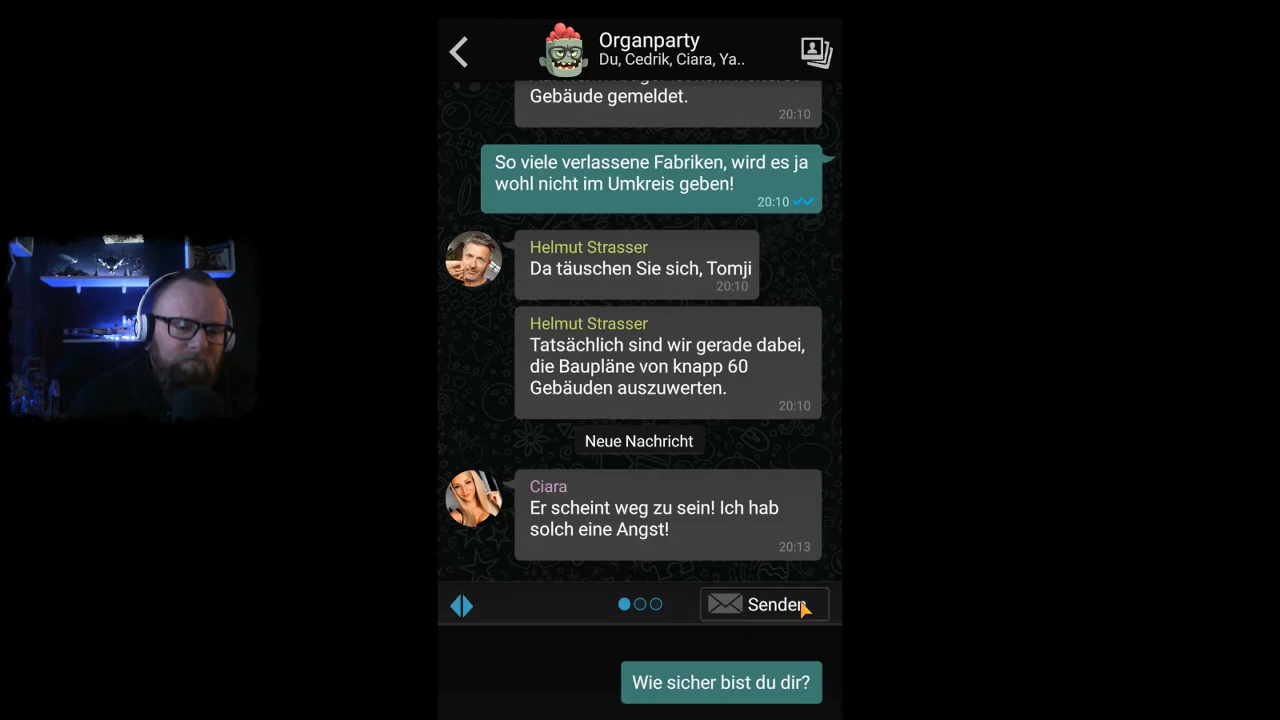 Organparty
Du, Cedrik, Ciara, Ya..
Gebäude gemeldet.
20:10
So viele verlassene Fabriken, wird es ja
wohl nicht im Umkreis geben!
20:10
Helmut Strasser
Da täuschen Sie sich, Tomji
20:10
Helmut Strasser
Tatsächlich sind wir gerade dabei,
die Baupläne von knapp 60
Gebäuden auszuwerten.
20:10
Neue Nachricht
Ciara
Er scheint weg zu sein! Ich hab
solch eine Angst!
20:13
Senden
Wie sicher bist du dir?